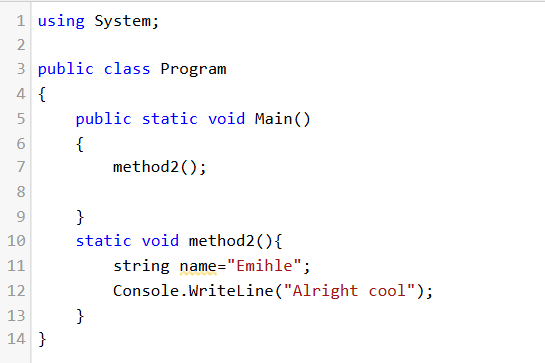 1 using System;
2
3 public class Program
4 {
5     public static void Main()
6     {
7         method2();
8
9     }
10     static void method2(){
11         string name="Emihle";
12         Console.WriteLine("Alright cool");
13     }
14 }